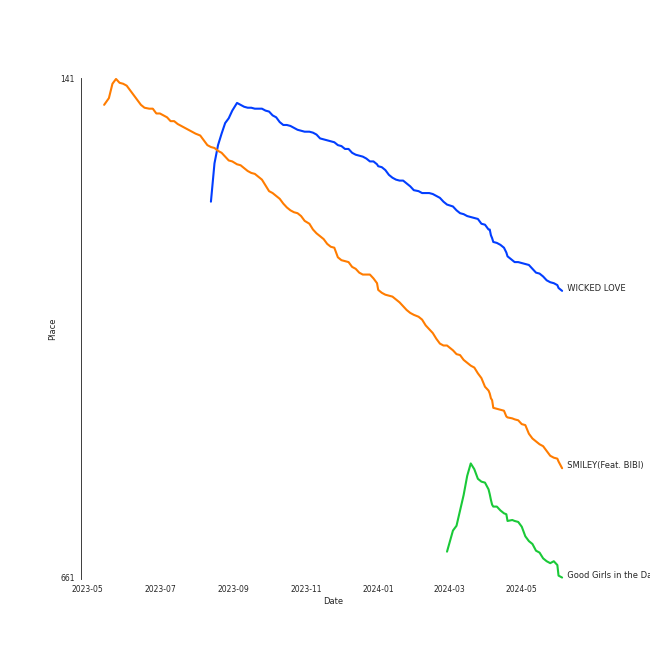 141
WICKED LOVE
Place
SMILEY(Feat. BIBI)
Good Girls in the Da
661
2023-05 2023-07 2023-09 2023-11 2024-01 2024-03 2024-05
Date